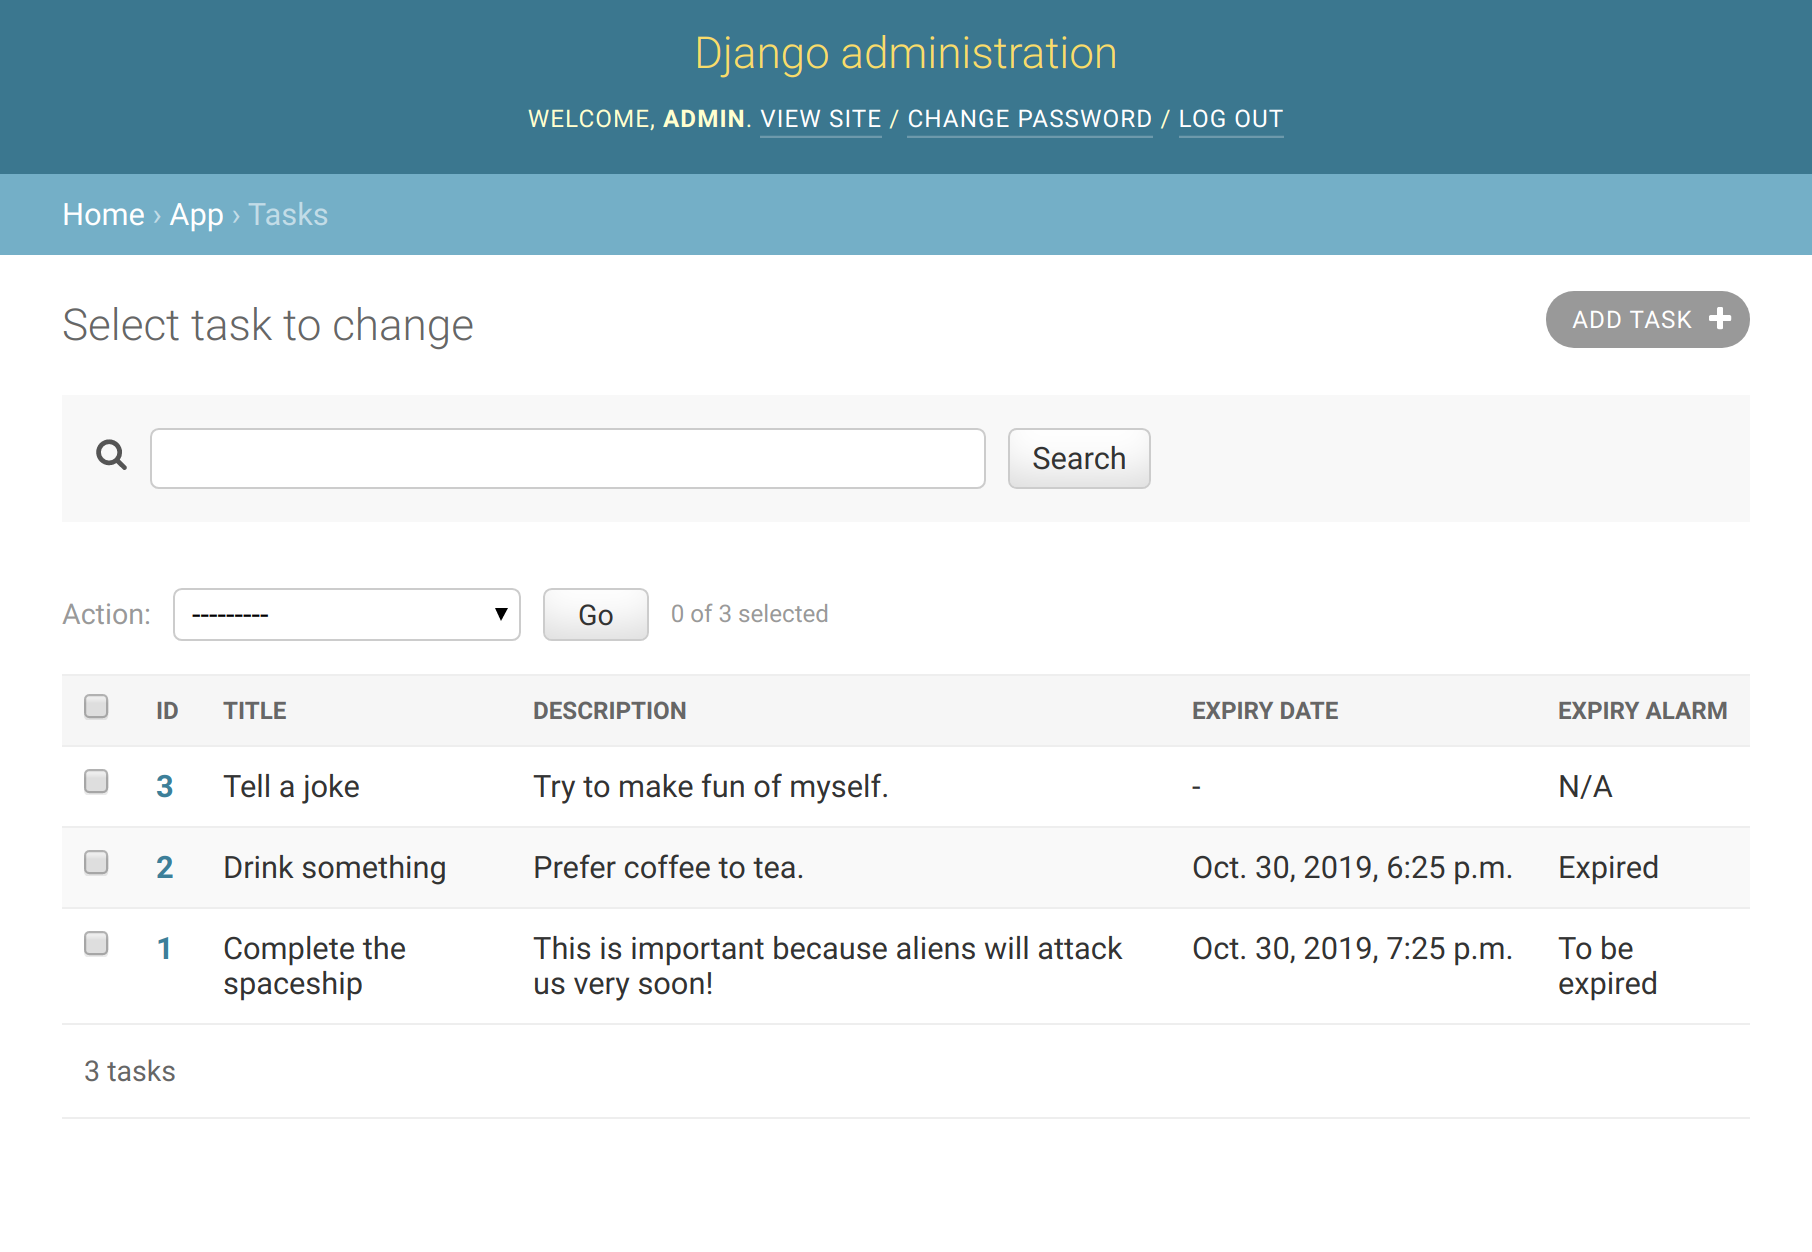 Django administration
WELCOME, ADMIN. VIEW SITE / CHANGE PASSWORD / LOG OUT
Home › App › Tasks
Select task to change
ADD TASK +
Search
Action: --------- Go 0 of 3 selected
ID TITLE DESCRIPTION EXPIRY DATE EXPIRY ALARM
3 Tell a joke Try to make fun of myself. - N/A
2 Drink something Prefer coffee to tea. Oct. 30, 2019, 6:25 p.m. Expired
1 Complete the This is important because aliens will attack Oct. 30, 2019, 7:25 p.m. To be
spaceship us very soon! expired
3 tasks